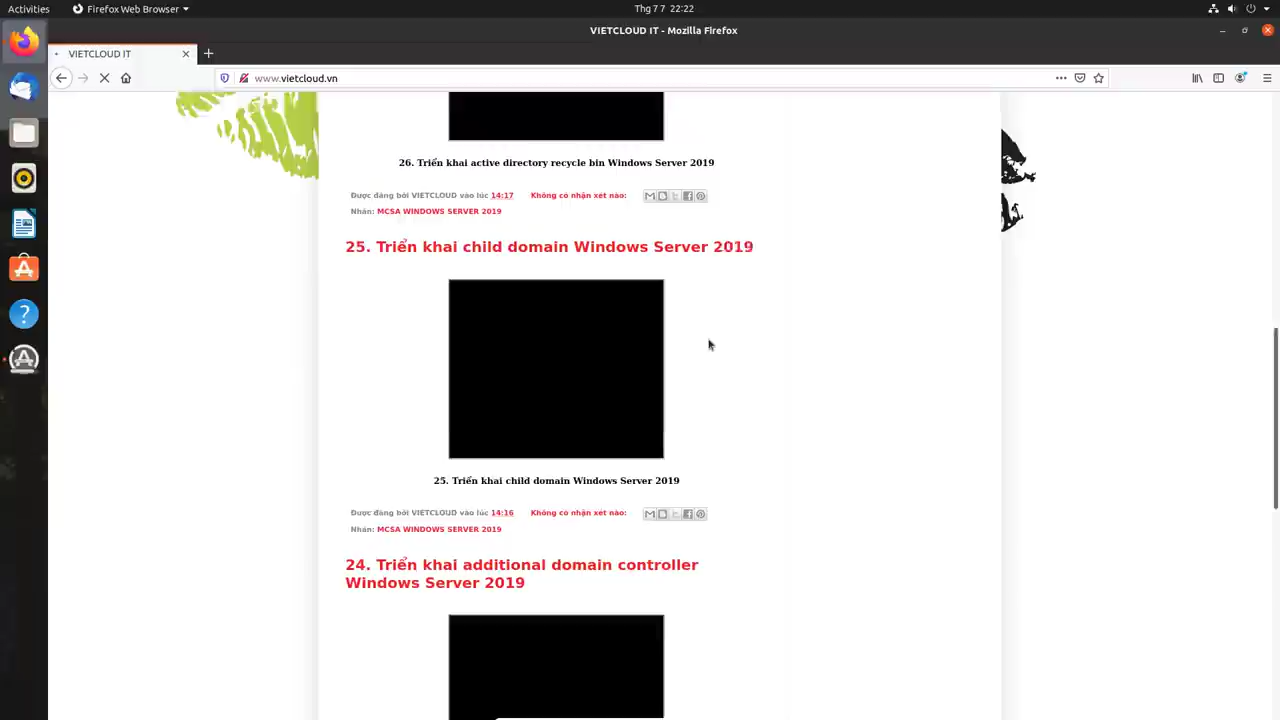 Activities
Firefox Web Browser
Thg 7 7 22:22
VIETCLOUD IT - Mozilla Firefox
VIETCLOUD IT
www.vietcloud.vn
26. Triển khai active directory recycle bin Windows Server 2019
Được đăng bởi VIETCLOUD vào lúc 14:17 Không có nhận xét nào:
Nhãn: MCSA WINDOWS SERVER 2019
25. Triển khai child domain Windows Server 2019
25. Triển khai child domain Windows Server 2019
Được đăng bởi VIETCLOUD vào lúc 14:16 Không có nhận xét nào:
Nhãn: MCSA WINDOWS SERVER 2019
24. Triển khai additional domain controller
Windows Server 2019